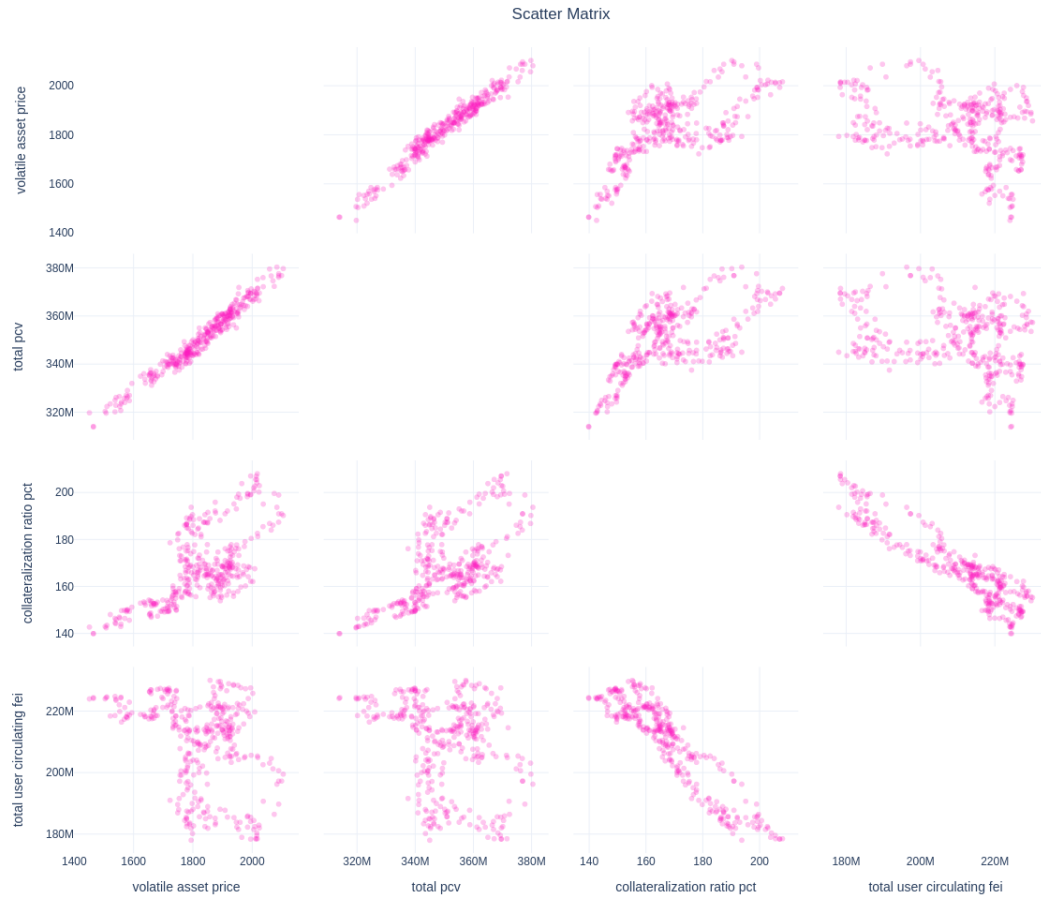 Scatter Matrix
volatile asset price
2000
1800
1600
1400
total pcv
380M
360M
340M
320M
collateralization ratio pct
200
180
160
140
total user circulating fei
220M
200M
180M
1400 1600 1800 2000
320M 340M 360M 380M
140 160 180 200
180M 200M 220M
volatile asset price
total pcv
collateralization ratio pct
total user circulating fei